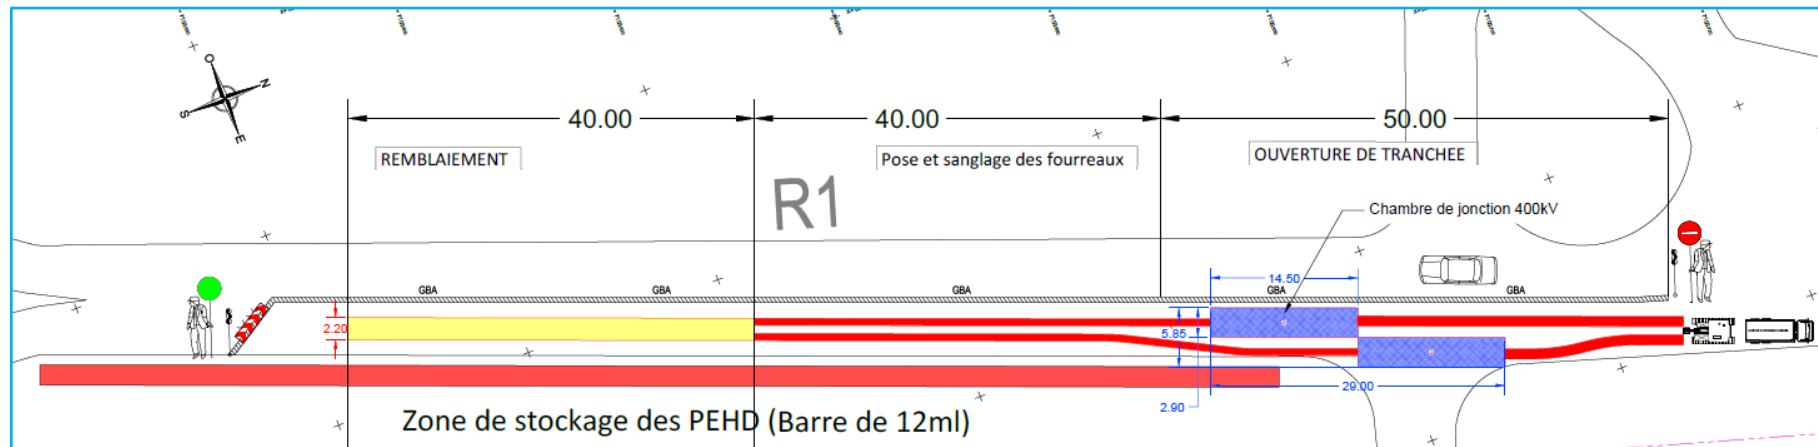 O
N
S
E
40.00
40.00
50.00
REMBLAIEMENT
Pose et sanglage des fourreaux
OUVERTURE DE TRANCHEE
R1
Chambre de jonction 400kV
14.50
GBA
GBA
GBA
GBA
GBA
2.20
5.85
29.00
2.90
Zone de stockage des PEHD (Barre de 12ml)